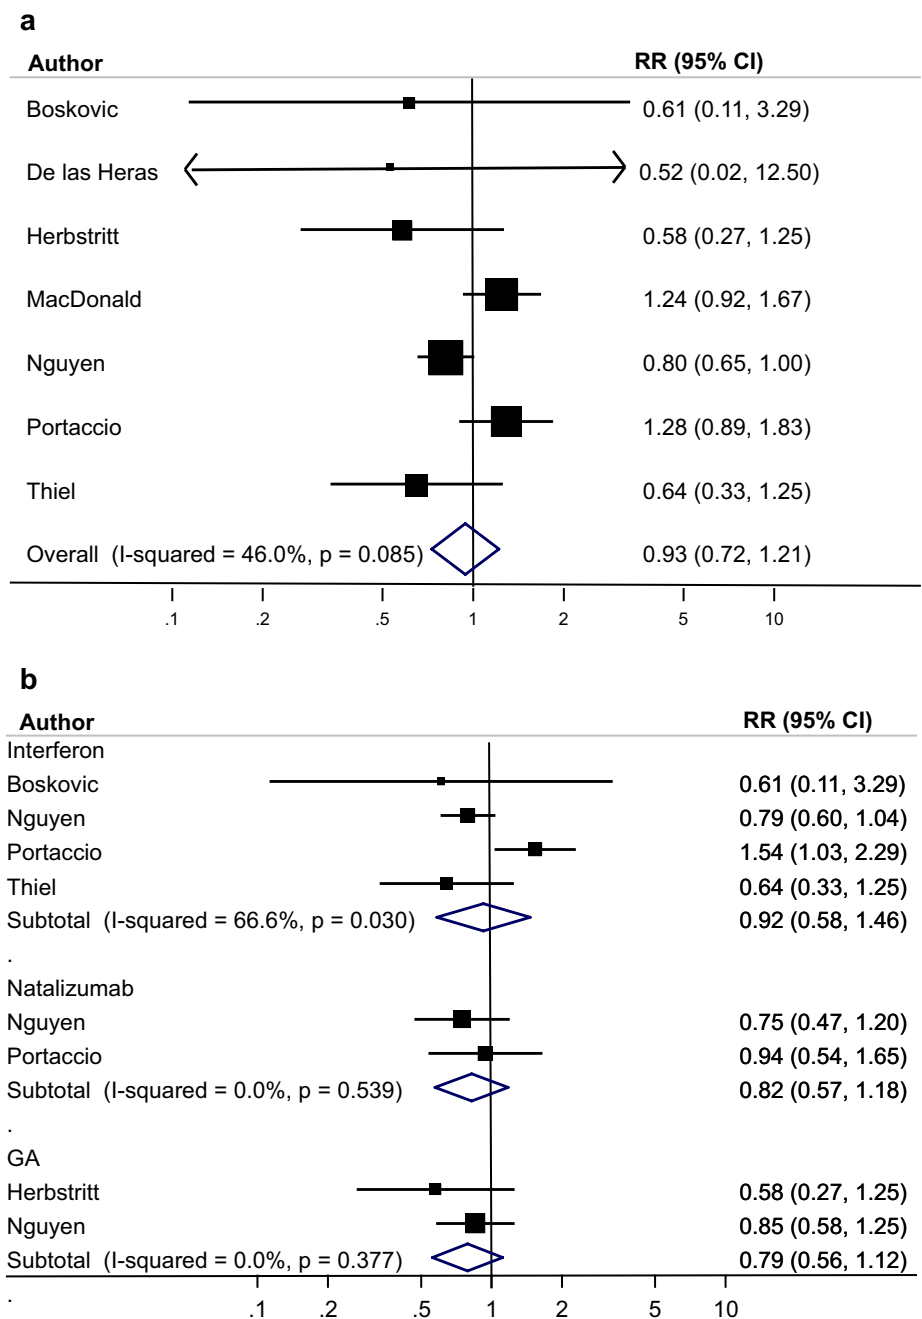 a
Author RR (95% CI)
Boskovic 0.61 (0.11, 3.29)
De las Heras 0.52 (0.02, 12.50)
Herbstritt 0.58 (0.27, 1.25)
MacDonald 1.24 (0.92, 1.67)
Nguyen 0.80 (0.65, 1.00)
Portaccio 1.28 (0.89, 1.83)
Thiel 0.64 (0.33, 1.25)
Overall (I-squared = 46.0%, p = 0.085) 0.93 (0.72, 1.21)
.1 .2 .5 1 2 5 10
b
Author RR (95% CI)
Interferon
Boskovic 0.61 (0.11, 3.29)
Nguyen 0.79 (0.60, 1.04)
Portaccio 1.54 (1.03, 2.29)
Thiel 0.64 (0.33, 1.25)
Subtotal (I-squared = 66.6%, p = 0.030) 0.92 (0.58, 1.46)
.
Natalizumab
Nguyen 0.75 (0.47, 1.20)
Portaccio 0.94 (0.54, 1.65)
Subtotal (I-squared = 0.0%, p = 0.539) 0.82 (0.57, 1.18)
.
GA
Herbstritt 0.58 (0.27, 1.25)
Nguyen 0.85 (0.58, 1.25)
Subtotal (I-squared = 0.0%, p = 0.377) 0.79 (0.56, 1.12)
.
.1 .2 .5 1 2 5 10